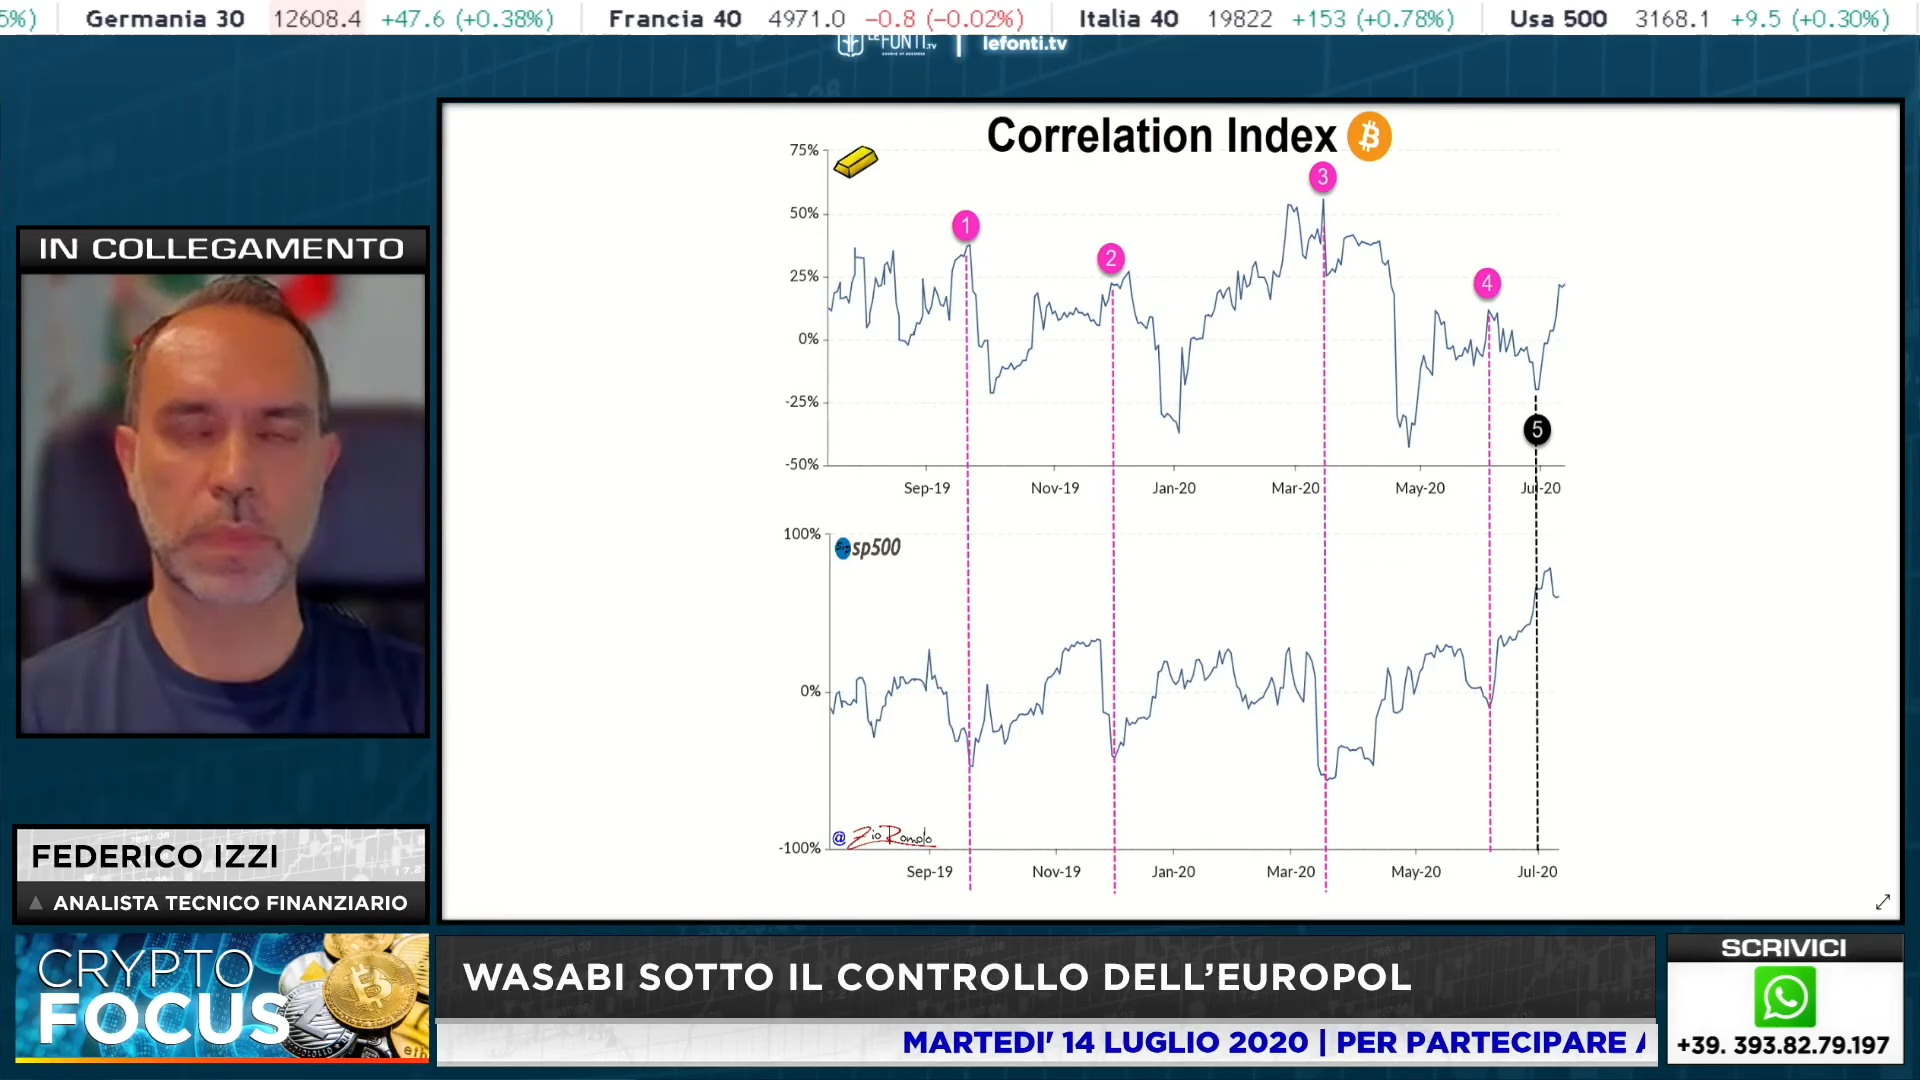 5%) Germania 30 12608.4 +47.6 (+0.38%) Francia 40 4971.0 −0.8 (−0.02%) Italia 40 19822 +153 (+0.78%) Usa 500 3168.1 +9.5 (+0.30%)
LEFONTI.TV lefonti.tv
Correlation Index
75%
50%
25%
0%
-25%
-50%
1
2
3
4
5
Sep-19 Nov-19 Jan-20 Mar-20 May-20 Jul-20
sp500
100%
0%
-100%
@ Zio Romolo
Sep-19 Nov-19 Jan-20 Mar-20 May-20 Jul-20
IN COLLEGAMENTO
FEDERICO IZZI
ANALISTA TECNICO FINANZIARIO
CRYPTO
FOCUS
WASABI SOTTO IL CONTROLLO DELL'EUROPOL
MARTEDI' 14 LUGLIO 2020 | PER PARTECIPARE A
SCRIVICI
+39. 393.82.79.197